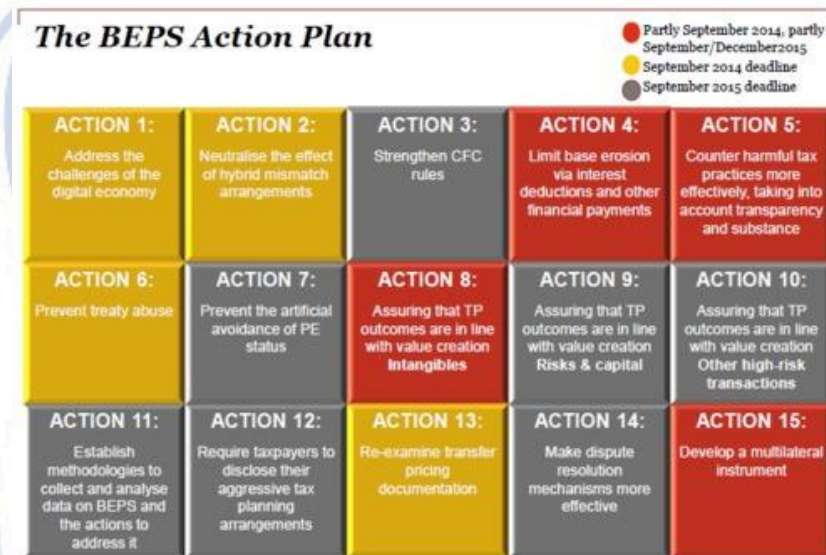 The BEPS Action Plan
Partly September 2014, partly
September/December2015
September 2014 deadline
September 2015 deadline
ACTION 1:
Address the
challenges of the
digital economy
ACTION 2:
Neutralise the effect
of hybrid mismatch
arrangements
ACTION 3:
Strengthen CFC
rules
ACTION 4:
Limit base erosion
via interest
deductions and other
financial payments
ACTION 5:
Counter harmful tax
practices more
effectively, taking into
account transparency
and substance
ACTION 6:
Prevent treaty abuse
ACTION 7:
Prevent the artificial
avoidance of PE
status
ACTION 8:
Assuring that TP
outcomes are in line
with value creation
Intangibles
ACTION 9:
Assuring that TP
outcomes are in line
with value creation
Risks & capital
ACTION 10:
Assuring that TP
outcomes are in line
with value creation
Other high-risk
transactions
ACTION 11:
Establish
methodologies to
collect and analyse
data on BEPS and
the actions to
address it
ACTION 12:
Require taxpayers to
disclose their
aggressive tax
planning
arrangements
ACTION 13:
Re-examine transfer
pricing
documentation
ACTION 14:
Make dispute
resolution
mechanisms more
effective
ACTION 15:
Develop a multilateral
instrument